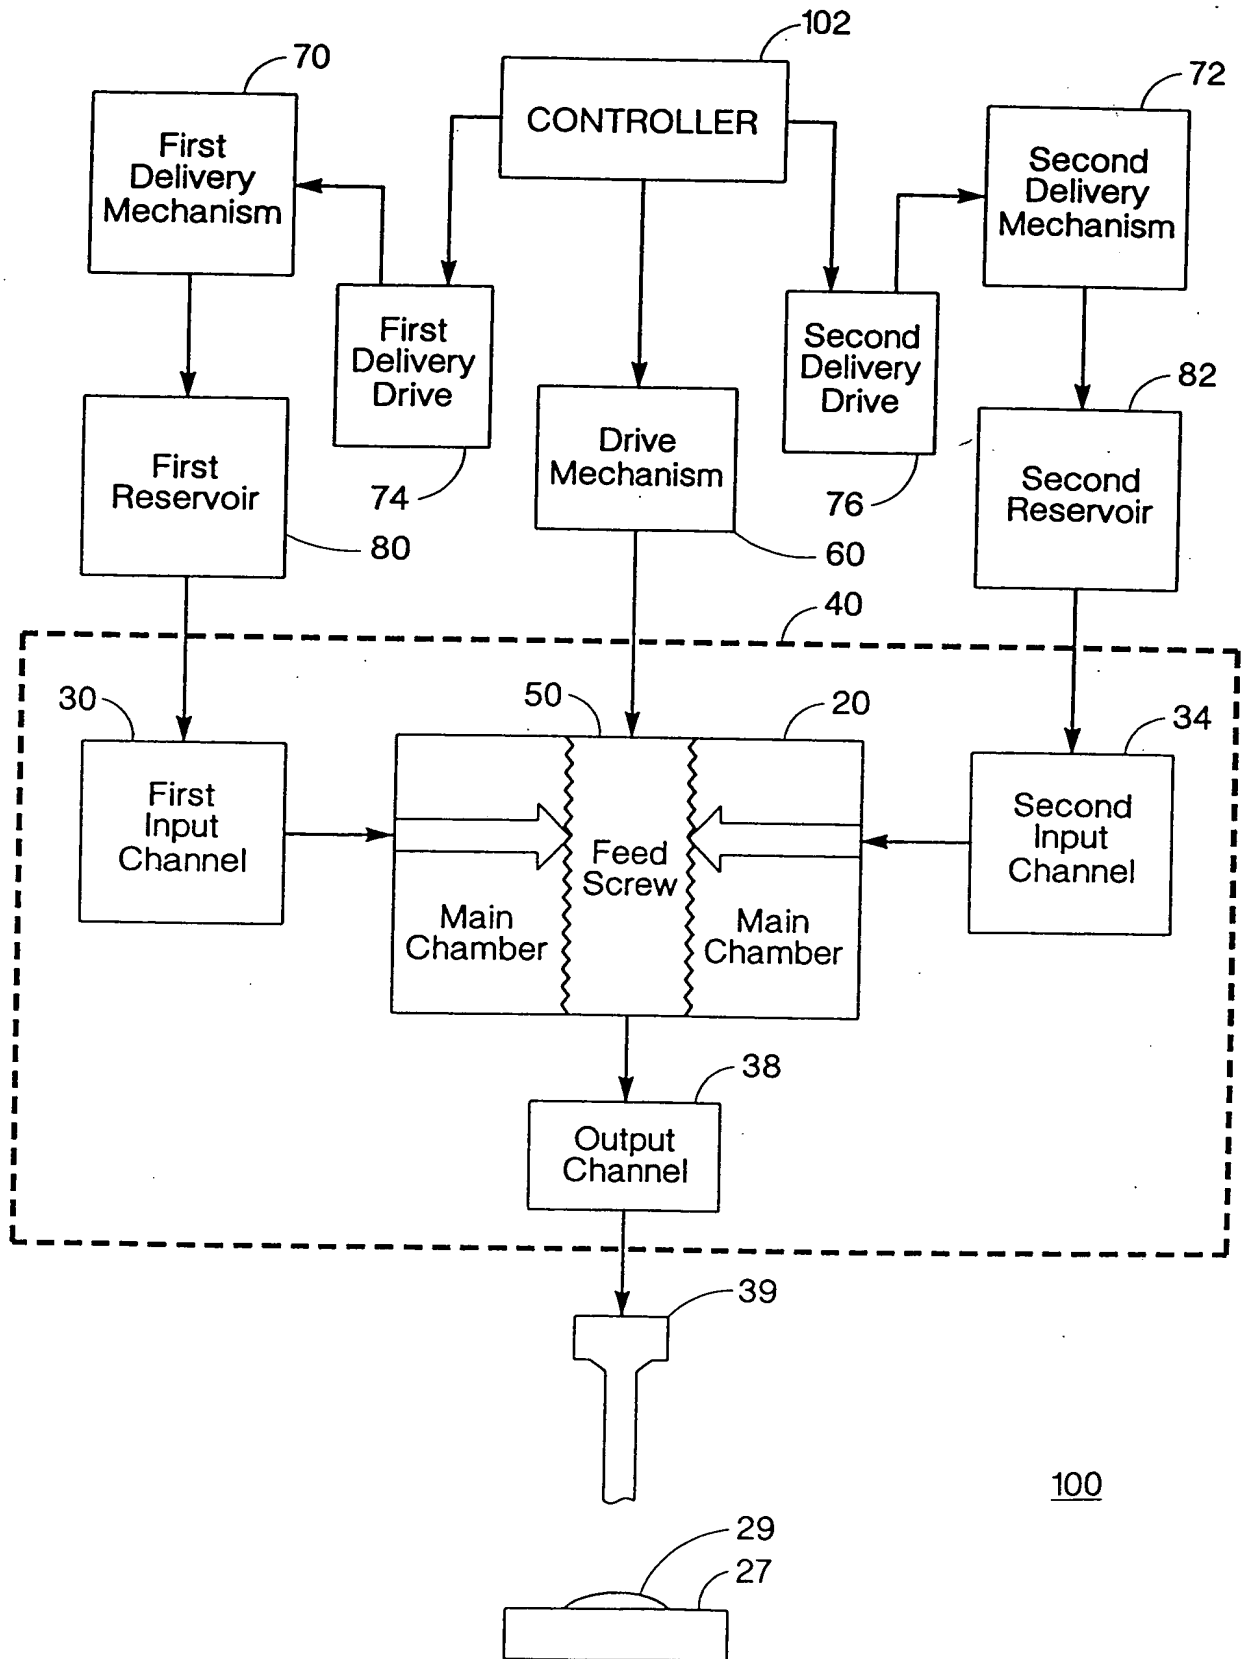 102
70
72
CONTROLLER
First
Delivery
Mechanism
Second
Delivery
Mechanism
First
Delivery
Drive
Second
Delivery
Drive
82
Drive
Mechanism
First
Reservoir
Second
Reservoir
74
76
80
60
40
30
50
20
34
First
Input
Channel
Feed
Screw
Second
Input
Channel
Main
Chamber
Main
Chamber
38
Output
Channel
39
100
29
27